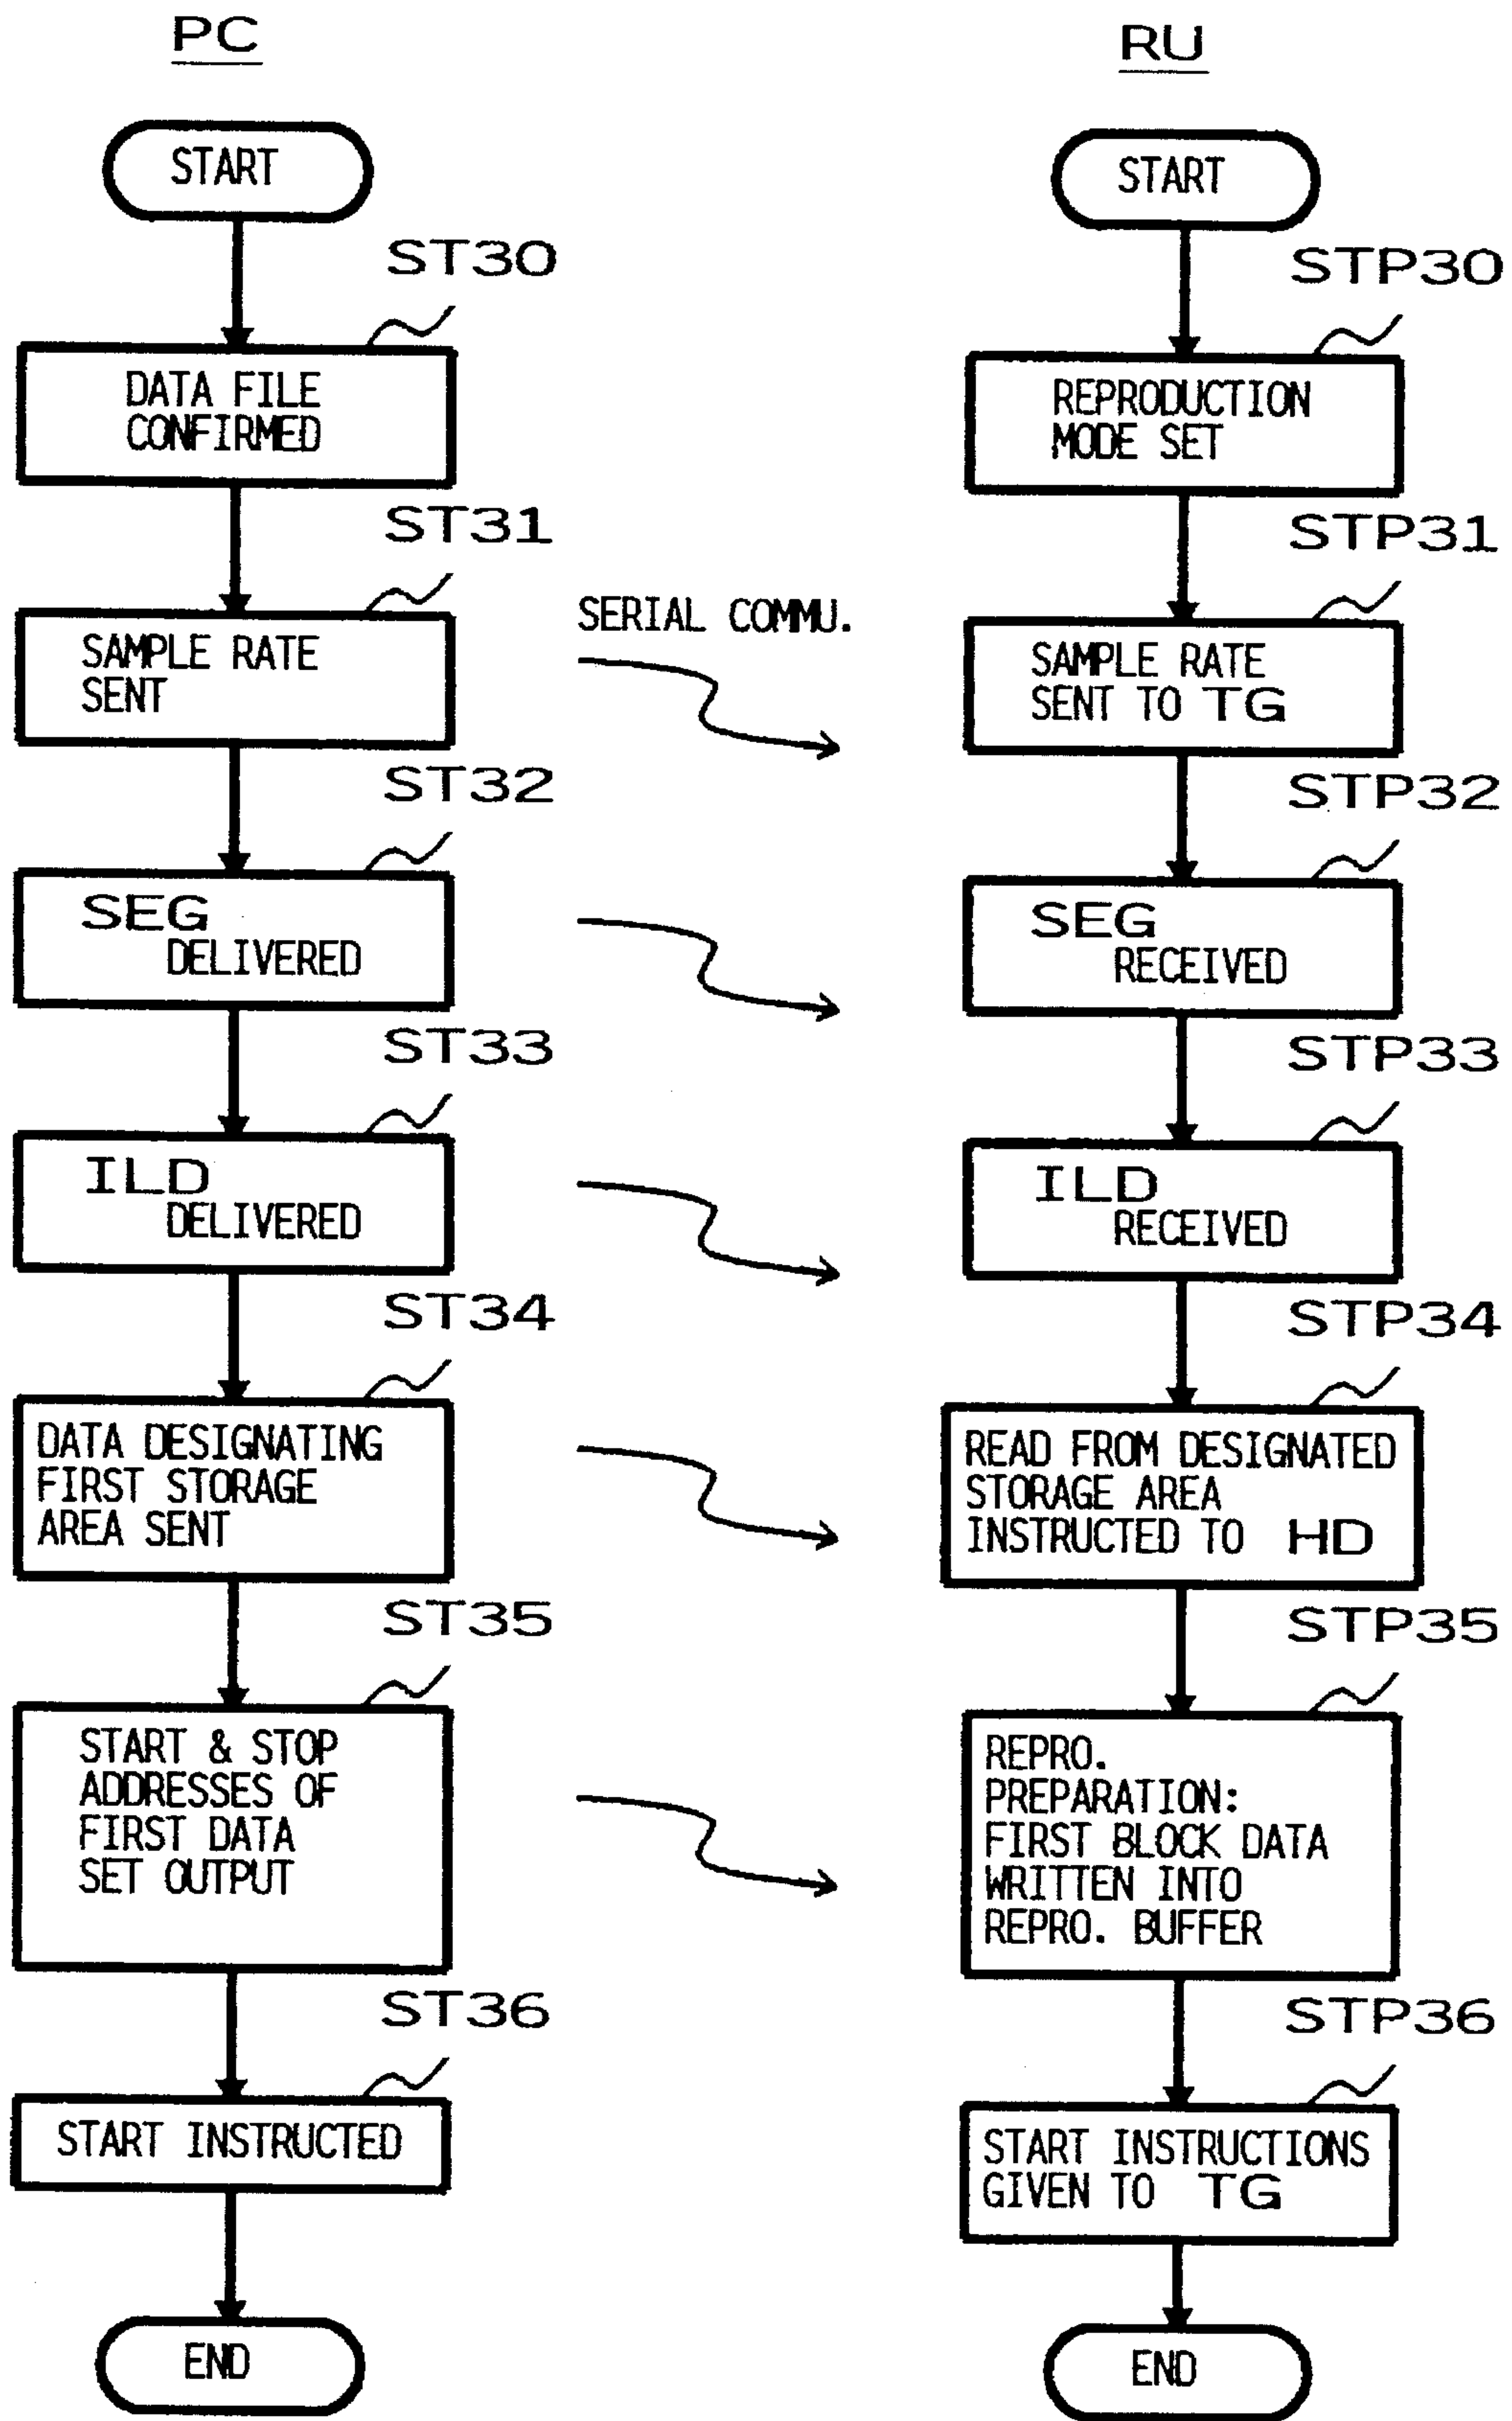 PC
START
ST30
DATA FILE
CONFIRMED
ST31
SAMPLE RATE
SENT
ST32
SEG
DELIVERED
ST33
ILD
DELIVERED
ST34
DATA DESIGNATING
FIRST STORAGE
AREA SENT
ST35
START & STOP
ADDRESSES OF
FIRST DATA
SET OUTPUT
ST36
START INSTRUCTED
END
SERIAL COMMU.
RU
START
STP30
REPRODUCTION
MODE SET
STP31
SAMPLE RATE
SENT TO TG
STP32
SEG
RECEIVED
STP33
ILD
RECEIVED
STP34
READ FROM DESIGNATED
STORAGE AREA
INSTRUCTED TO HD
STP35
REPRO.
PREPARATION:
FIRST BLOCK DATA
WRITTEN INTO
REPRO. BUFFER
STP36
START INSTRUCTIONS
GIVEN TO TG
END